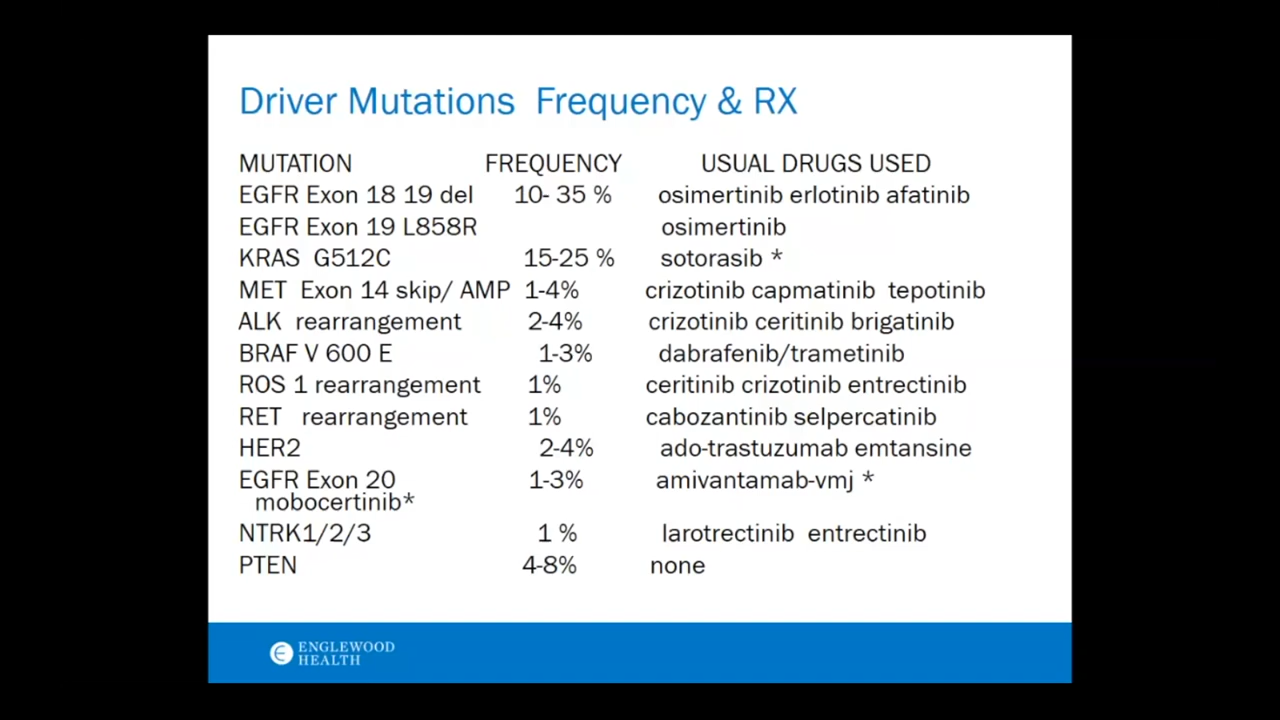 Driver Mutations Frequency & RX
MUTATION FREQUENCY USUAL DRUGS USED
EGFR Exon 18 19 del 10- 35 % osimertinib erlotinib afatinib
EGFR Exon 19 L858R osimertinib
KRAS G512C 15-25 % sotorasib *
MET Exon 14 skip/ AMP 1-4% crizotinib capmatinib tepotinib
ALK rearrangement 2-4% crizotinib ceritinib brigatinib
BRAF V 600 E 1-3% dabrafenib/trametinib
ROS 1 rearrangement 1% ceritinib crizotinib entrectinib
RET rearrangement 1% cabozantinib selpercatinib
HER2 2-4% ado-trastuzumab emtansine
EGFR Exon 20 1-3% amivantamab-vmj *
mobocertinib*
NTRK1/2/3 1 % larotrectinib entrectinib
PTEN 4-8% none
ENGLEWOOD
HEALTH